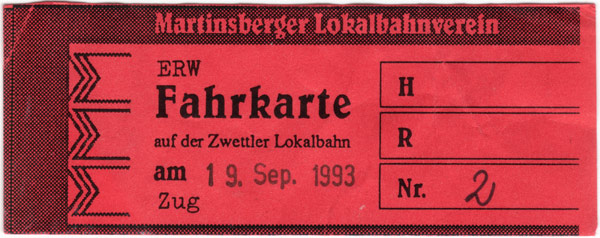 Martinsberger Lokalbahnverein
ERW
Fahrkarte
auf der Zwettler Lokalbahn
am 19. Sep. 1993
Zug
H
R
Nr. 2